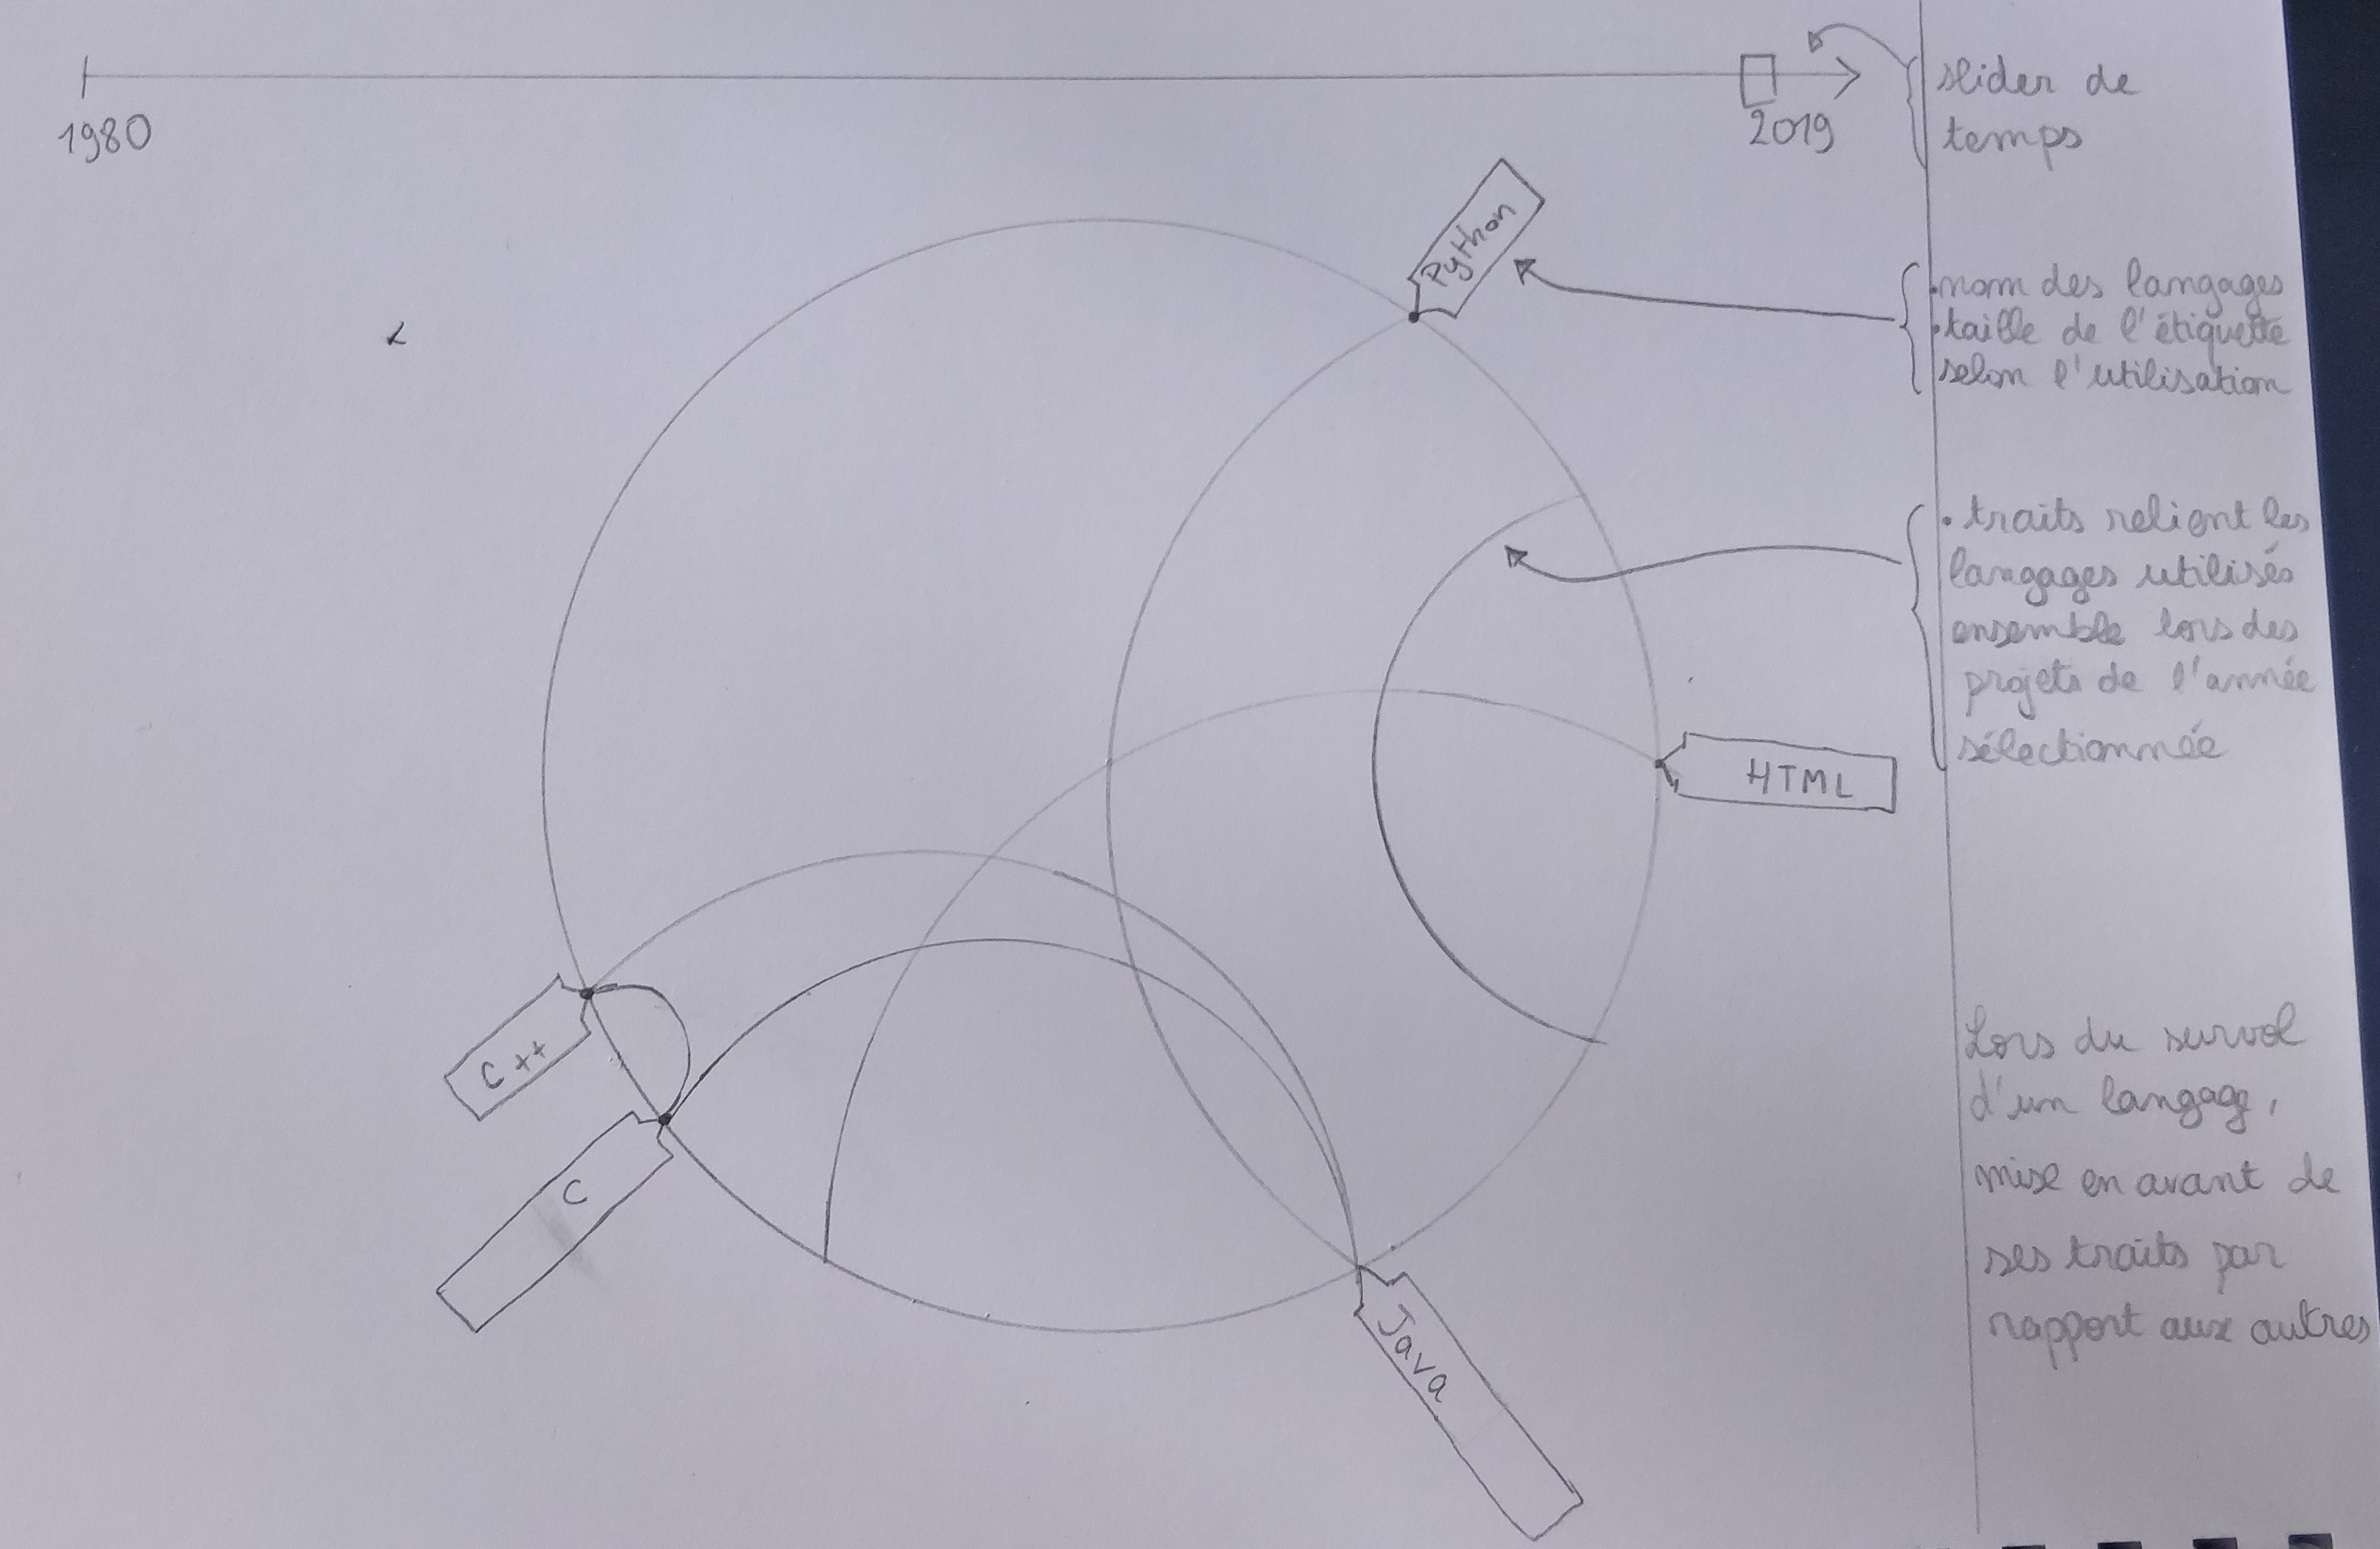 1980
2019
slider de
temps
Python
• nom des langages
• taille de l'étiquette
selon l'utilisation
• traits reliant les
langages utilisés
ensemble lors des
projets de l'année
sélectionnée
HTML
C++
C
Java
Lors du survol
d'un langage,
mise en avant de
ses traits par
rapport aux autres